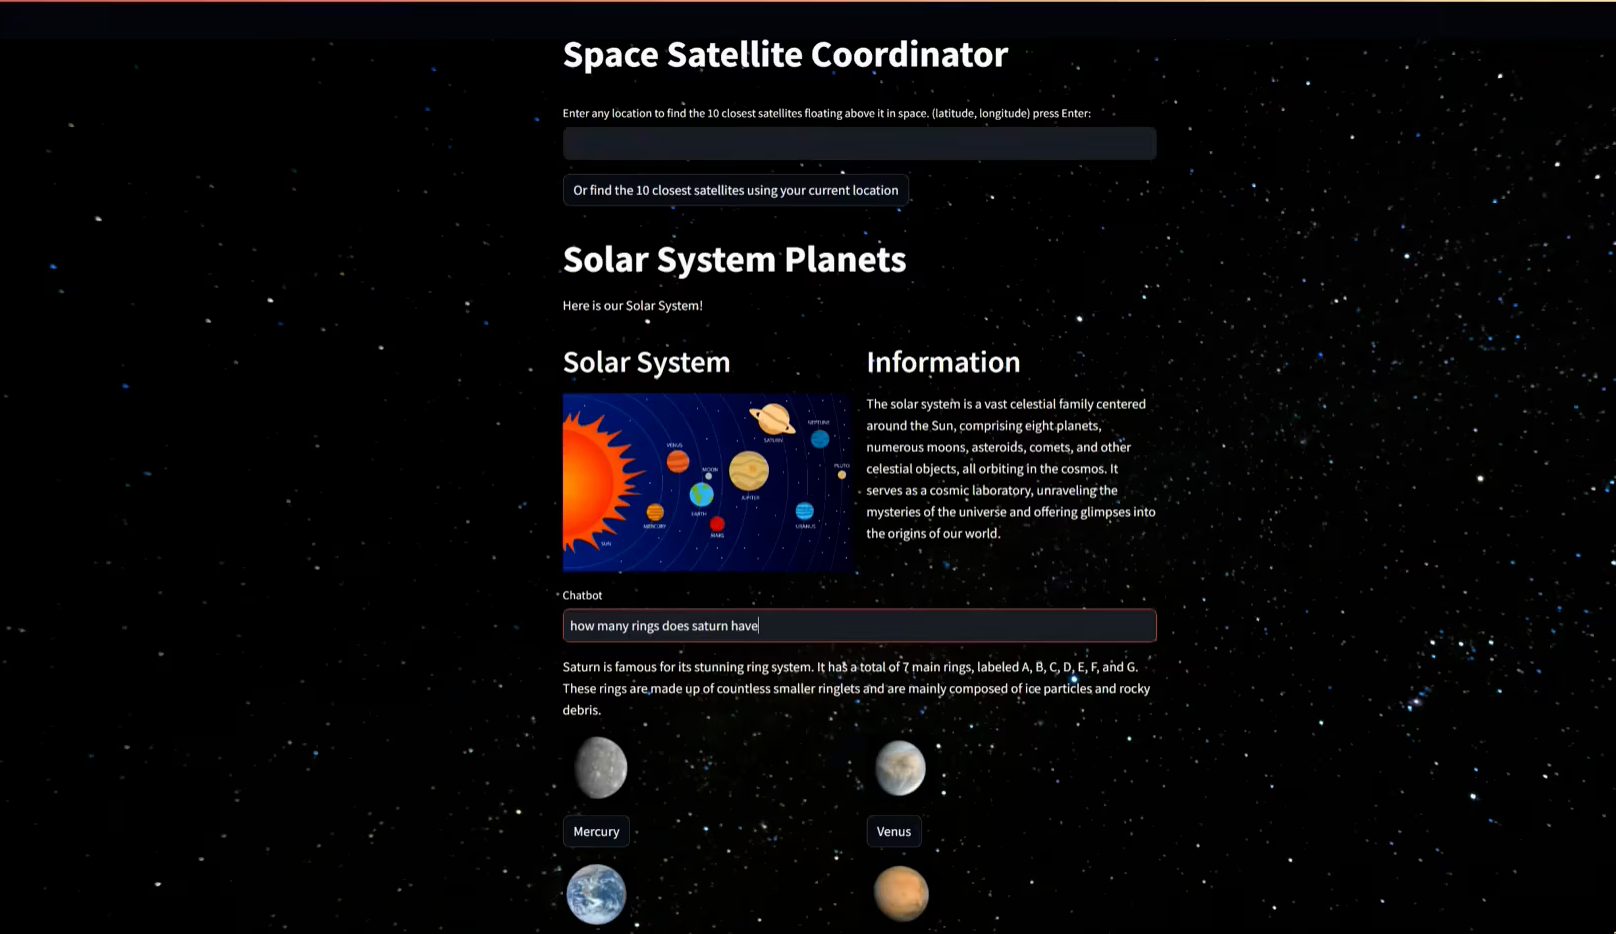 Space Satellite Coordinator
Enter any location to find the 10 closest satellites floating above it in space. (latitude, longitude) press Enter:
Or find the 10 closest satellites using your current location
Solar System Planets
Here is our Solar System!
Solar System
VENUS
MOON
EARTH
MERCURY
MARS
SUN
SATURN
JUPITER
NEPTUNE
URANUS
PLUTO
Information
The solar system is a vast celestial family centered
around the Sun, comprising eight planets,
numerous moons, asteroids, comets, and other
celestial objects, all orbiting in the cosmos. It
serves as a cosmic laboratory, unraveling the
mysteries of the universe and offering glimpses into
the origins of our world.
Chatbot
how many rings does saturn have
Saturn is famous for its stunning ring system. It has a total of 7 main rings, labeled A, B, C, D, E, F, and G.
These rings are made up of countless smaller ringlets and are mainly composed of ice particles and rocky
debris.
Mercury
Venus